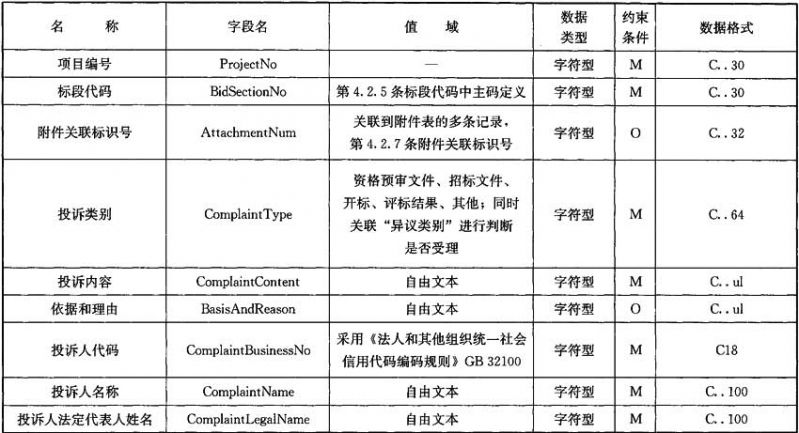 名 称 字段名 值 域 数据类型 约束条件 数据格式
项目编号 ProjectNo — 字符型 M C..30
标段代码 BidSectionNo 第4.2.5条标段代码中主码定义 字符型 M C..30
附件关联标识号 AttachmentNum 关联到附件表的多条记录，第4.2.7条附件关联标识号 字符型 O C..32
投诉类别 ComplaintType 资格预审文件、招标文件、开标、评标结果、其他；同时关联“异议类别”进行判断是否受理 字符型 M C..64
投诉内容 ComplaintContent 自由文本 字符型 M C..ul
依据和理由 BasisAndReason 自由文本 字符型 O C..ul
投诉人代码 ComplaintBusinessNo 采用《法人和其他组织统一社会信用代码编码规则》GB 32100 字符型 M C18
投诉人名称 ComplaintName 自由文本 字符型 M C..100
投诉人法定代表人姓名 ComplaintLegalName 自由文本 字符型 M C..100